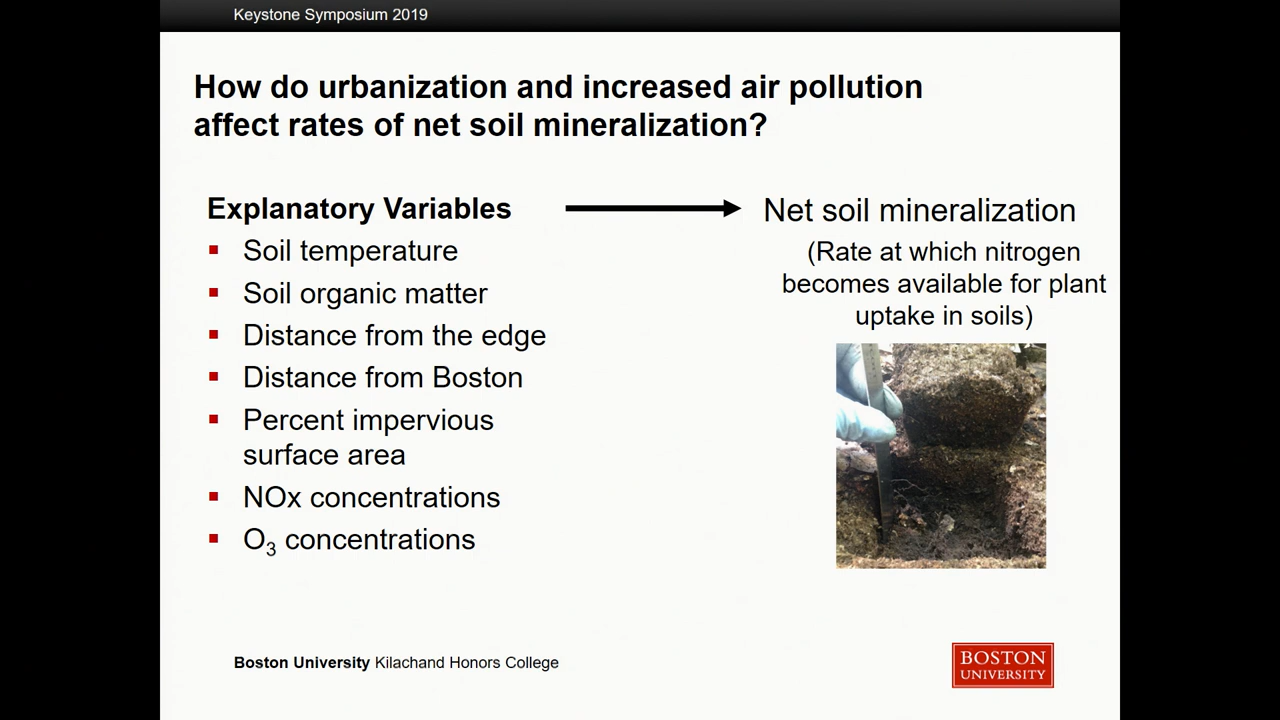 Keystone Symposium 2019
How do urbanization and increased air pollution
affect rates of net soil mineralization?
Explanatory Variables
Soil temperature
Soil organic matter
Distance from the edge
Distance from Boston
Percent impervious
surface area
NOx concentrations
O₃ concentrations
Net soil mineralization
(Rate at which nitrogen
becomes available for plant
uptake in soils)
Boston University Kilachand Honors College
BOSTON
UNIVERSITY